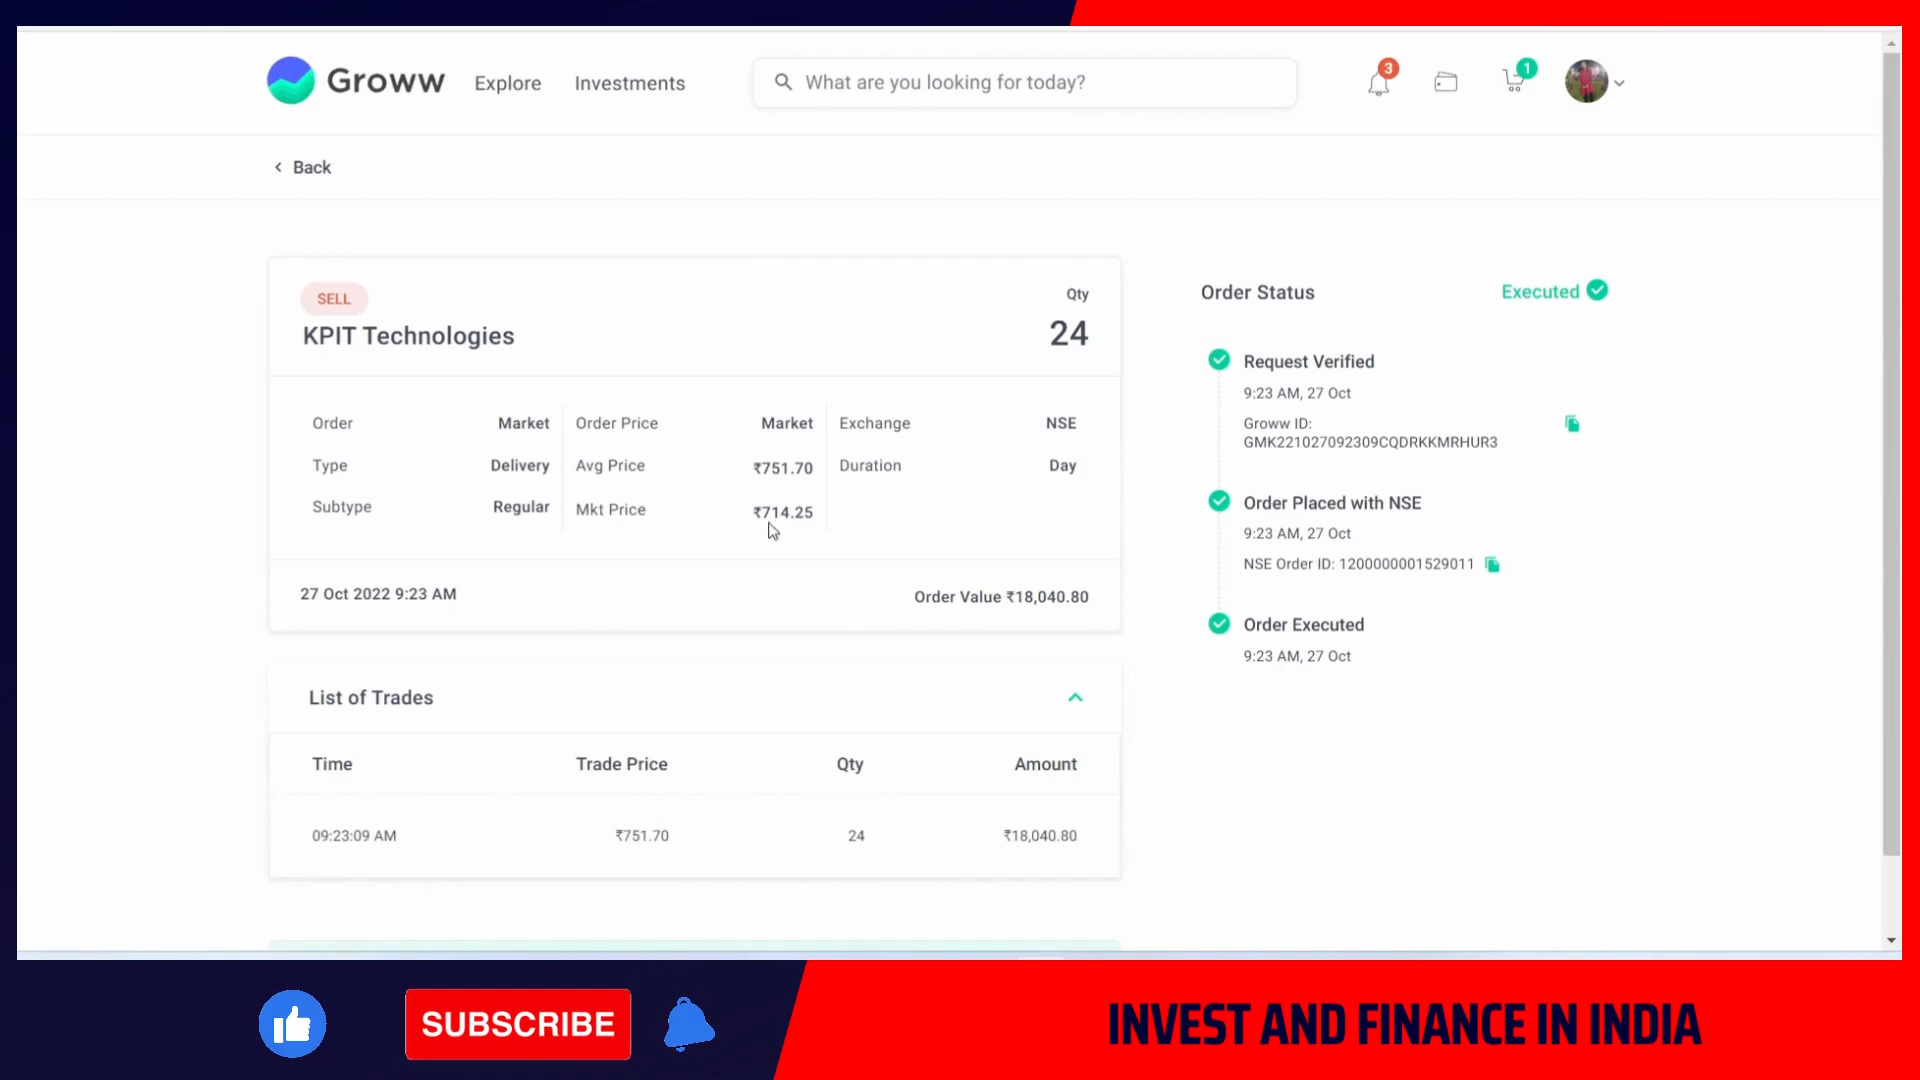 Groww Explore Investments What are you looking for today? 3 1
Back
SELL
KPIT Technologies
Qty
24
Order Market Order Price Market Exchange NSE
Type Delivery Avg Price ₹751.70 Duration Day
Subtype Regular Mkt Price ₹714.25
27 Oct 2022 9:23 AM Order Value ₹18,040.80
List of Trades
Time Trade Price Qty Amount
09:23:09 AM ₹751.70 24 ₹18,040.80
Order Status Executed
Request Verified
9:23 AM, 27 Oct
Groww ID:
GMK221027092309CQDRKKMRHUR3
Order Placed with NSE
9:23 AM, 27 Oct
NSE Order ID: 1200000001529011
Order Executed
9:23 AM, 27 Oct
SUBSCRIBE
INVEST AND FINANCE IN INDIA